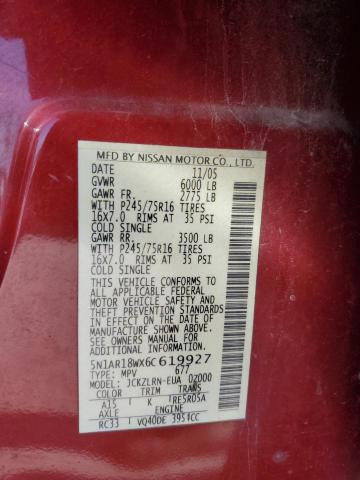 MFD BY NISSAN MOTOR CO., LTD.
DATE 11/05
GVWR 6000 LB
GAWR FR. 2775 LB
WITH P245/75R16 TIRES
16X7.0 RIMS AT 35 PSI
COLD SINGLE
GAWR RR. 3500 LB
WITH P245/75R16 TIRES
16X7.0 RIMS AT 35 PSI
COLD SINGLE
THIS VEHICLE CONFORMS TO
ALL APPLICABLE FEDERAL
MOTOR VEHICLE SAFETY AND
THEFT PREVENTION STANDARDS
IN EFFECT ON THE DATE OF
MANUFACTURE SHOWN ABOVE.
SEE OWNERS MANUAL FOR
ADDITIONAL INFORMATION
5N1AR18WX6C619927
TYPE: MPV 677
MODEL: JCKZLRN-EUA 0Z000
COLOR TRIM TRANS
A15 K RE5R05A
AXLE ENGINE
RC33 VQ40DE 3954CC